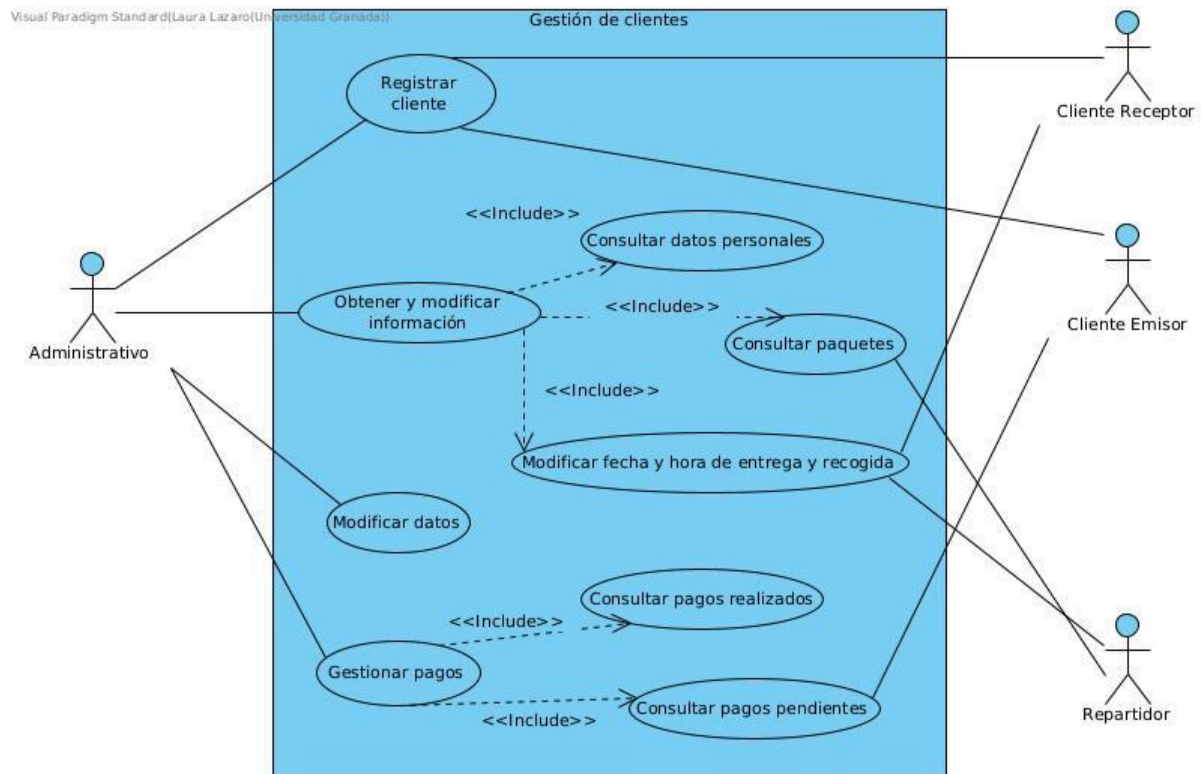 Visual Paradigm Standard(Laura Lazaro(Universidad Granada))
Gestión de clientes
Registrar
cliente
Cliente Receptor
<<Include>>
Consultar datos personales
Obtener y modificar
información
<<Include>>
Consultar paquetes
Cliente Emisor
Administrativo
<<Include>>
Modificar fecha y hora de entrega y recogida
Modificar datos
Consultar pagos realizados
<<Include>>
Gestionar pagos
<<Include>>
Consultar pagos pendientes
Repartidor